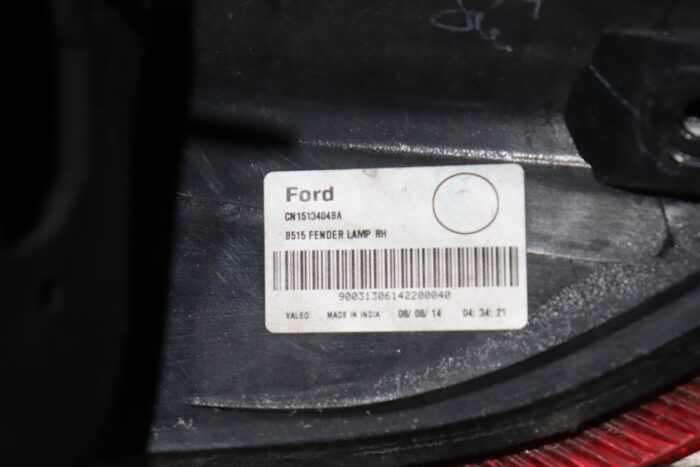 Ford
CN1513404BA
B515 FENDER LAMP RH
90031306142200040
VALEO MADE IN INDIA 08/08/14 04:34:21